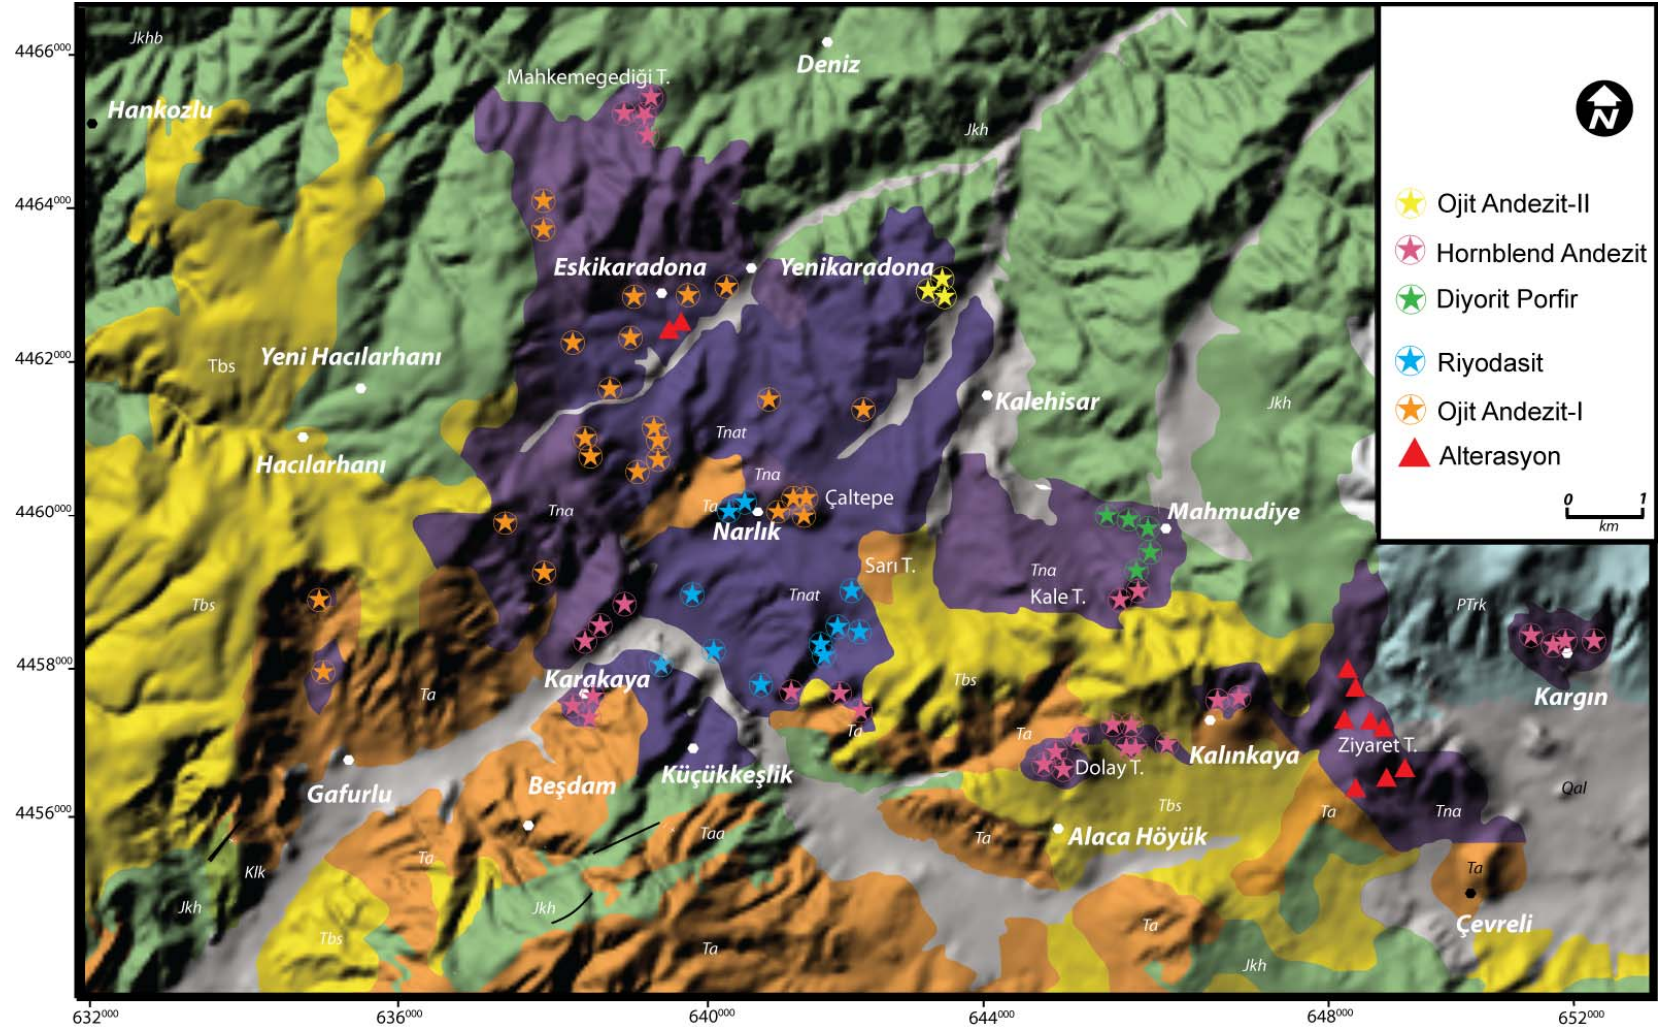 4466000
4464000
4462000
4460000
4458000
4456000
632000
636000
640000
644000
648000
652000
Jkhb
Hankozlu
Mahkemegediği T.
Deniz
Jkh
Eskikaradona
Yenikaradona
Tbs
Yeni Hacılarhanı
Kalehisar
Jkh
Hacılarhanı
Tnat
Tna
Çaltepe
Tna
Ta
Narlık
Mahmudiye
Sarı T.
Tna
Kale T.
Tbs
Tnat
PTrk
Karakaya
Ta
Tbs
Kargın
Ta
Ta
Ziyaret T.
Kalınkaya
Dolay T.
Küçükkeşlik
Beşdam
Gafurlu
Qal
Tbs
Ta
Tna
Taa
Ta
Alaca Höyük
Ta
Klk
Ta
Jkh
Jkh
Tbs
Ta
Ta
Çevreli
Jkh
N
Ojit Andezit-II
Hornblend Andezit
Diyorit Porfir
Riyodasit
Ojit Andezit-I
Alterasyon
0 1
km